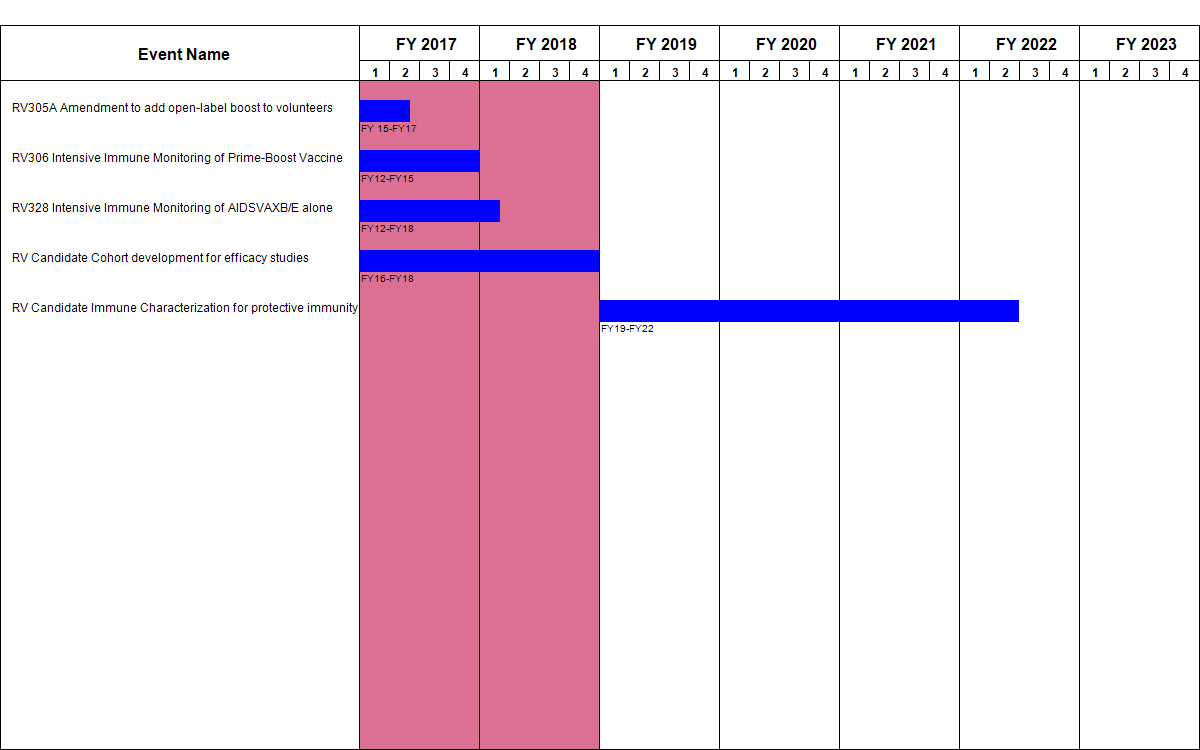 Event Name
FY 2017 FY 2018 FY 2019 FY 2020 FY 2021 FY 2022 FY 2023
1 2 3 4 1 2 3 4 1 2 3 4 1 2 3 4 1 2 3 4 1 2 3 4 1 2 3 4
RV305A Amendment to add open-label boost to volunteers
FY 15-FY17
RV306 Intensive Immune Monitoring of Prime-Boost Vaccine
FY12-FY15
RV328 Intensive Immune Monitoring of AIDSVAXB/E alone
FY12-FY18
RV Candidate Cohort development for efficacy studies
FY16-FY18
RV Candidate Immune Characterization for protective immunity
FY19-FY22